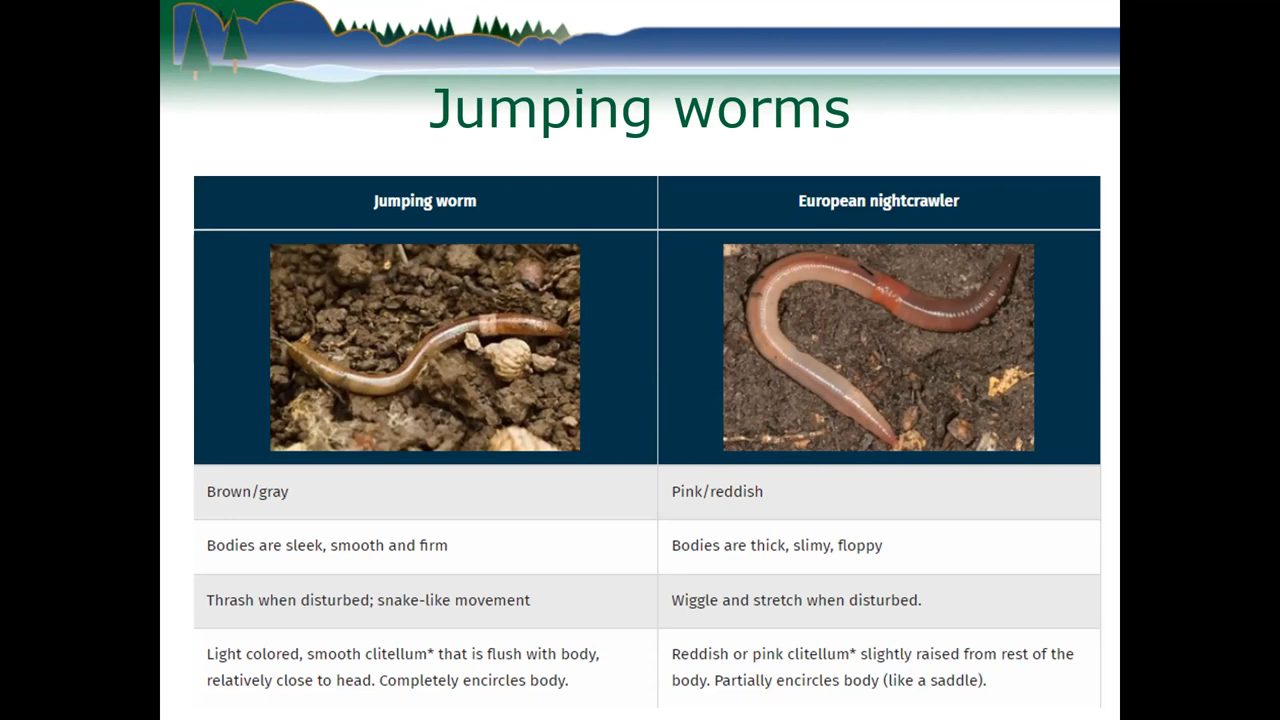 Jumping worms
Jumping worm
European nightcrawler
Brown/gray
Pink/reddish
Bodies are sleek, smooth and firm
Bodies are thick, slimy, floppy
Thrash when disturbed; snake-like movement
Wiggle and stretch when disturbed.
Light colored, smooth clitellum* that is flush with body,
relatively close to head. Completely encircles body.
Reddish or pink clitellum* slightly raised from rest of the
body. Partially encircles body (like a saddle).